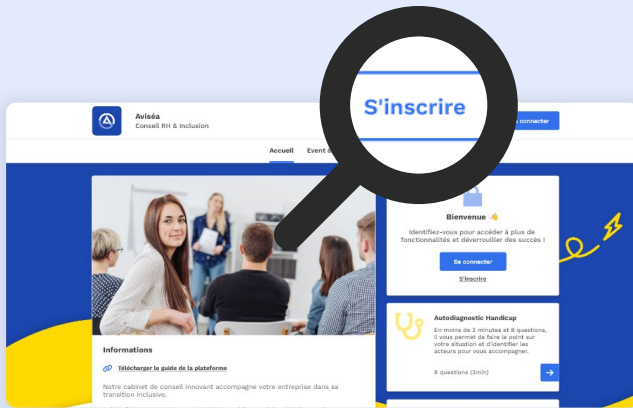 S'inscrire
Aviséa
Conseil RH & Inclusion
connecter
Accueil Event &
Bienvenue 👋
Identifiez-vous pour accéder à plus de
fonctionnalités et déverrouiller des succès !
Se connecter
S'inscrire
Autodiagnostic Handicap
En moins de 2 minutes et 8 questions,
il vous permet de faire le point sur
votre situation et d'identifier les
acteurs pour vous accompagner.
8 questions (2min)
Informations
Télécharger le guide de la plateforme
Notre cabinet de conseil innovant accompagne votre entreprise dans sa
transition inclusive.